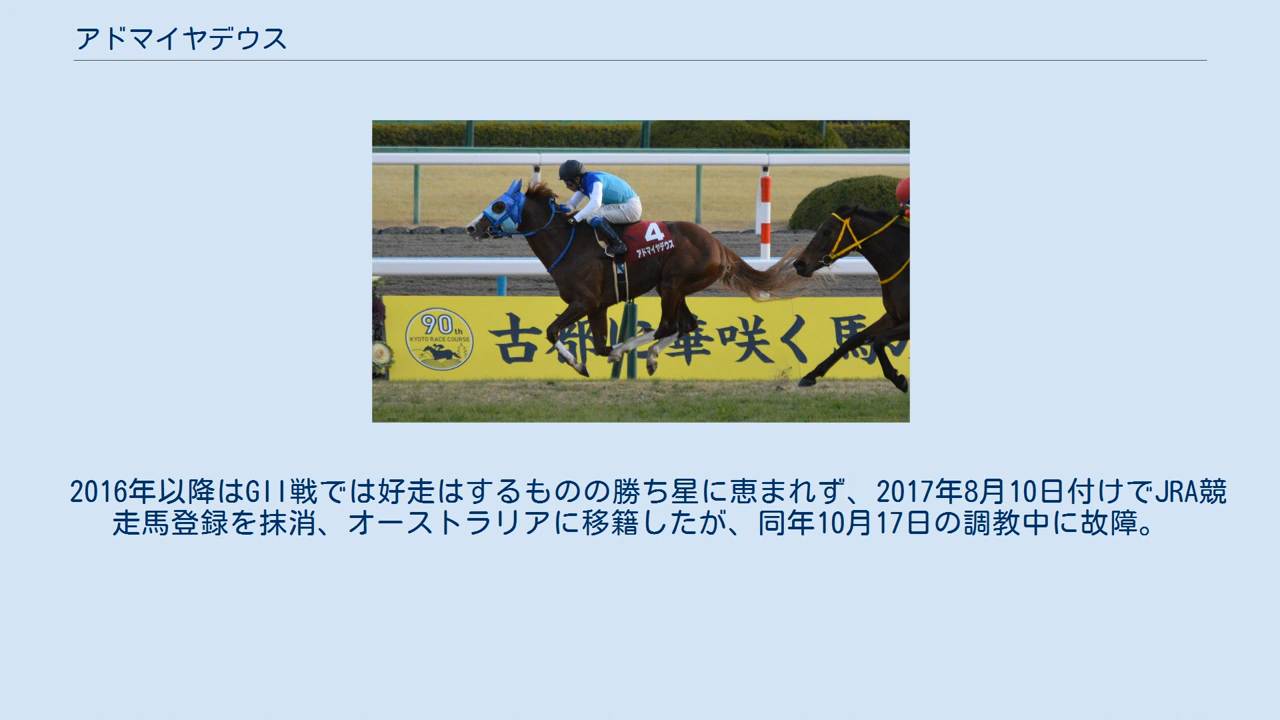 アドマイヤデウス
4
アドマイヤデウス
90th
KYOTO RACE COURSE
古都に華咲く馬
2016年以降はGII戦では好走はするものの勝ち星に恵まれず、2017年8月10日付けでJRA競
走馬登録を抹消、オーストラリアに移籍したが、同年10月17日の調教中に故障。